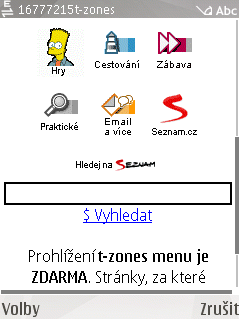 16777215t-zones
Abc
Hry Cestování Zábava
Praktické Email a více Seznam.cz
Hledej na SEZNAM
$ Vyhledat
Prohlížení t-zones menu je
ZDARMA. Stránky, za které
Volby Zrušit